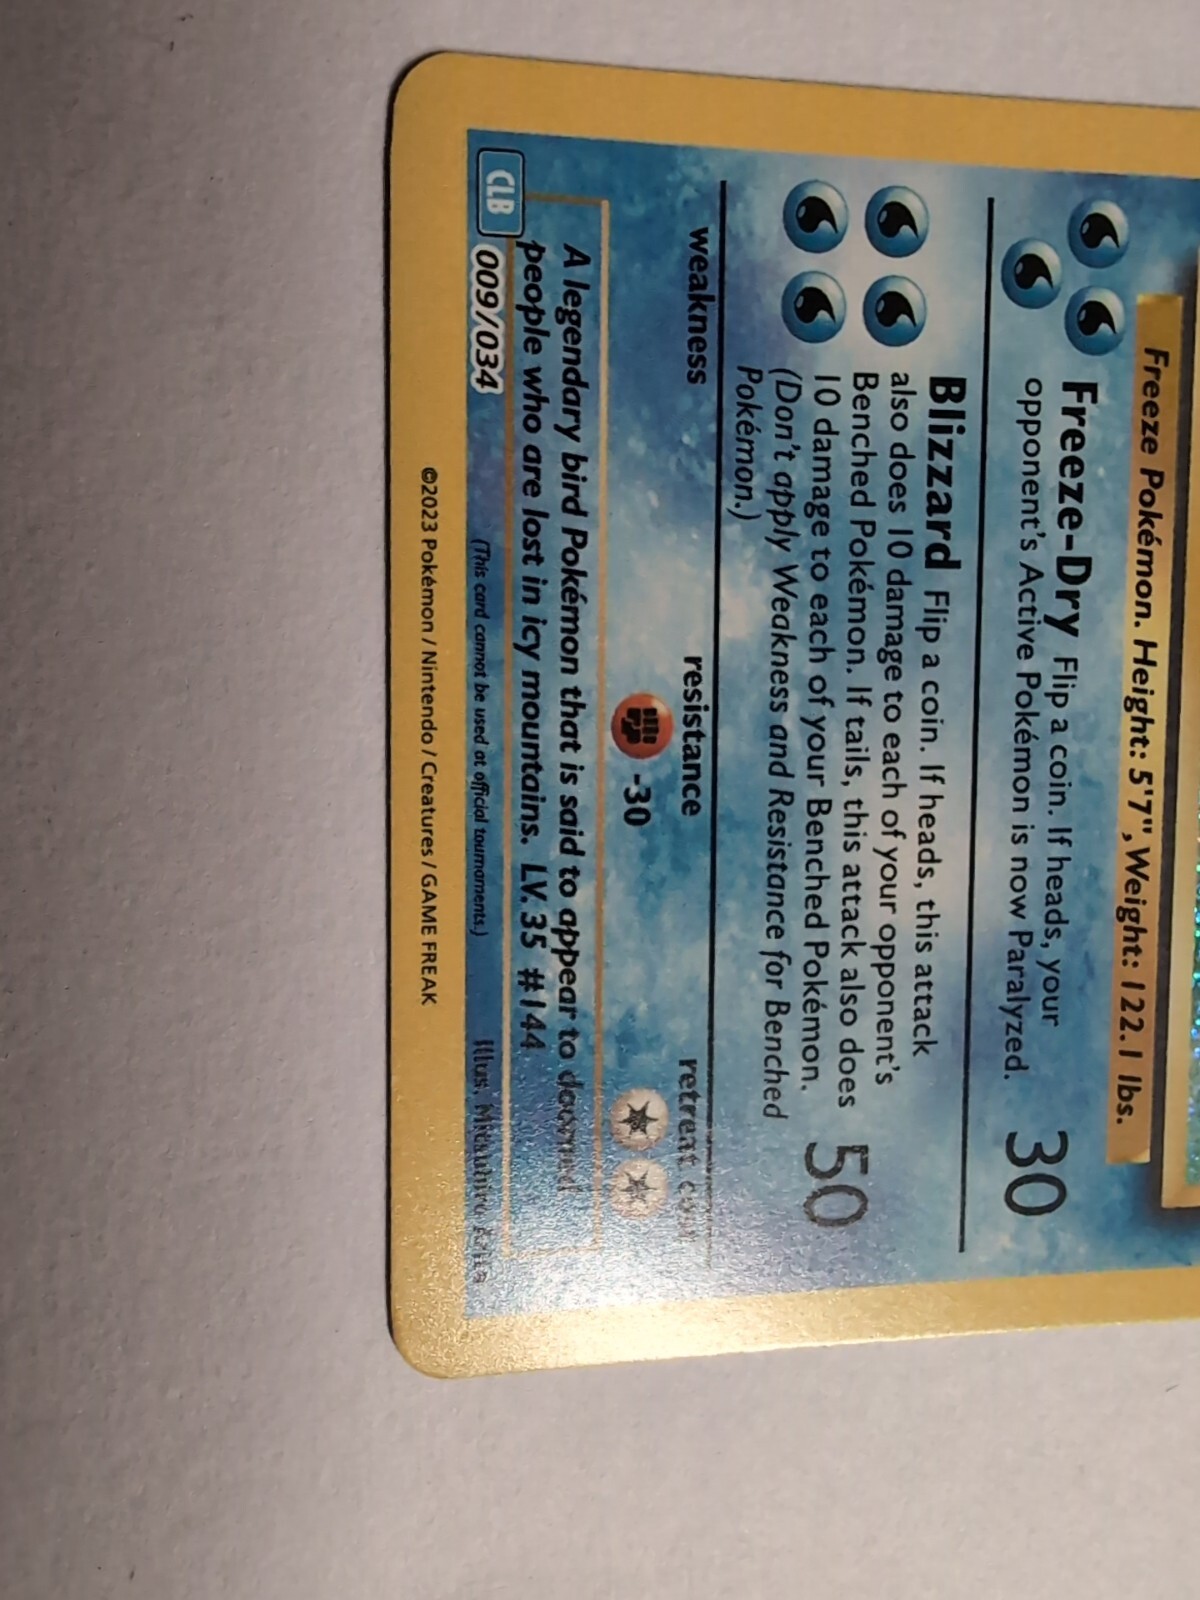 Freeze Pokémon. Height: 5'7", Weight: 122.1 lbs.
Freeze-Dry Flip a coin. If heads, your
opponent's Active Pokémon is now Paralyzed. 30
Blizzard Flip a coin. If heads, this attack
also does 10 damage to each of your opponent's
Benched Pokémon. If tails, this attack also does
10 damage to each of your Benched Pokémon. 50
(Don't apply Weakness and Resistance for Benched
Pokémon.)
weakness resistance retreat cost
-30
A legendary bird Pokémon that is said to appear to doomed
people who are lost in icy mountains. LV. 35 #144
CLB 009/034 (This card cannot be used at official tournaments.) Illus. Mitsuhiro Arita
©2023 Pokémon / Nintendo / Creatures / GAME FREAK